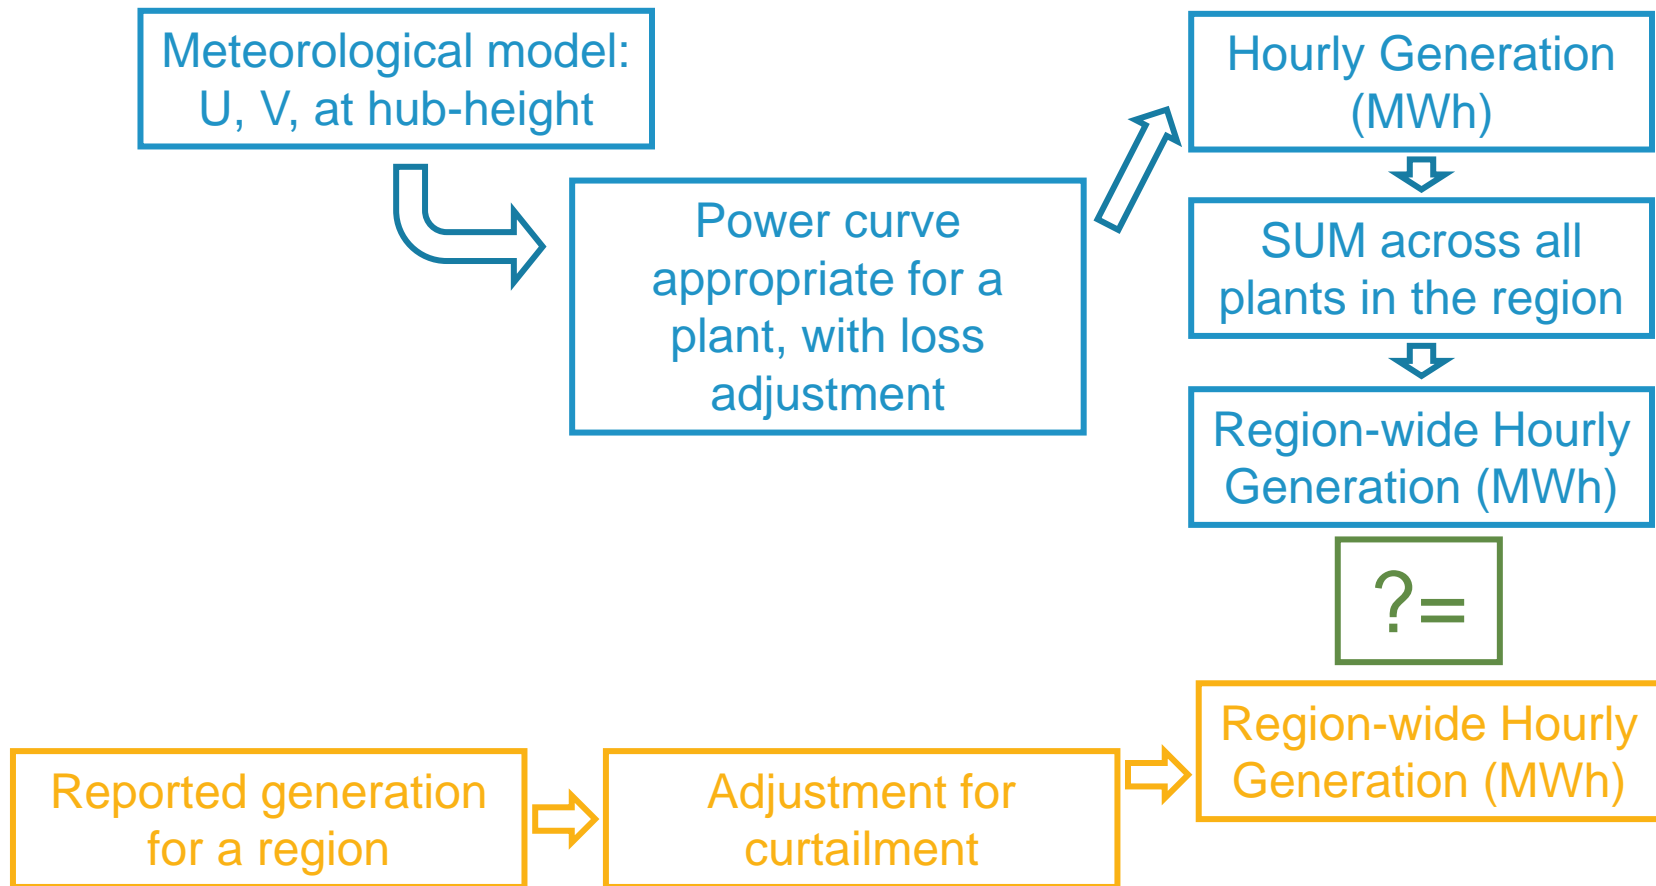 Meteorological model:
U, V, at hub-height
Power curve
appropriate for a
plant, with loss
adjustment
Hourly Generation
(MWh)
SUM across all
plants in the region
Region-wide Hourly
Generation (MWh)
?=
Reported generation
for a region
Adjustment for
curtailment
Region-wide Hourly
Generation (MWh)